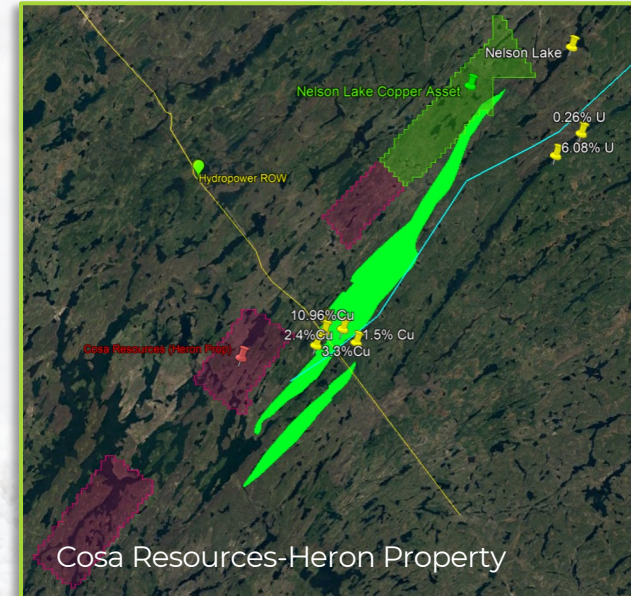 Nelson Lake
Nelson Lake Copper Asset
0.26% U
6.08% U
Hydropower ROW
10.96%Cu
2.4%Cu
1.5% Cu
3.3%Cu
Cosa Resources (Heron Prop)
Cosa Resources-Heron Property